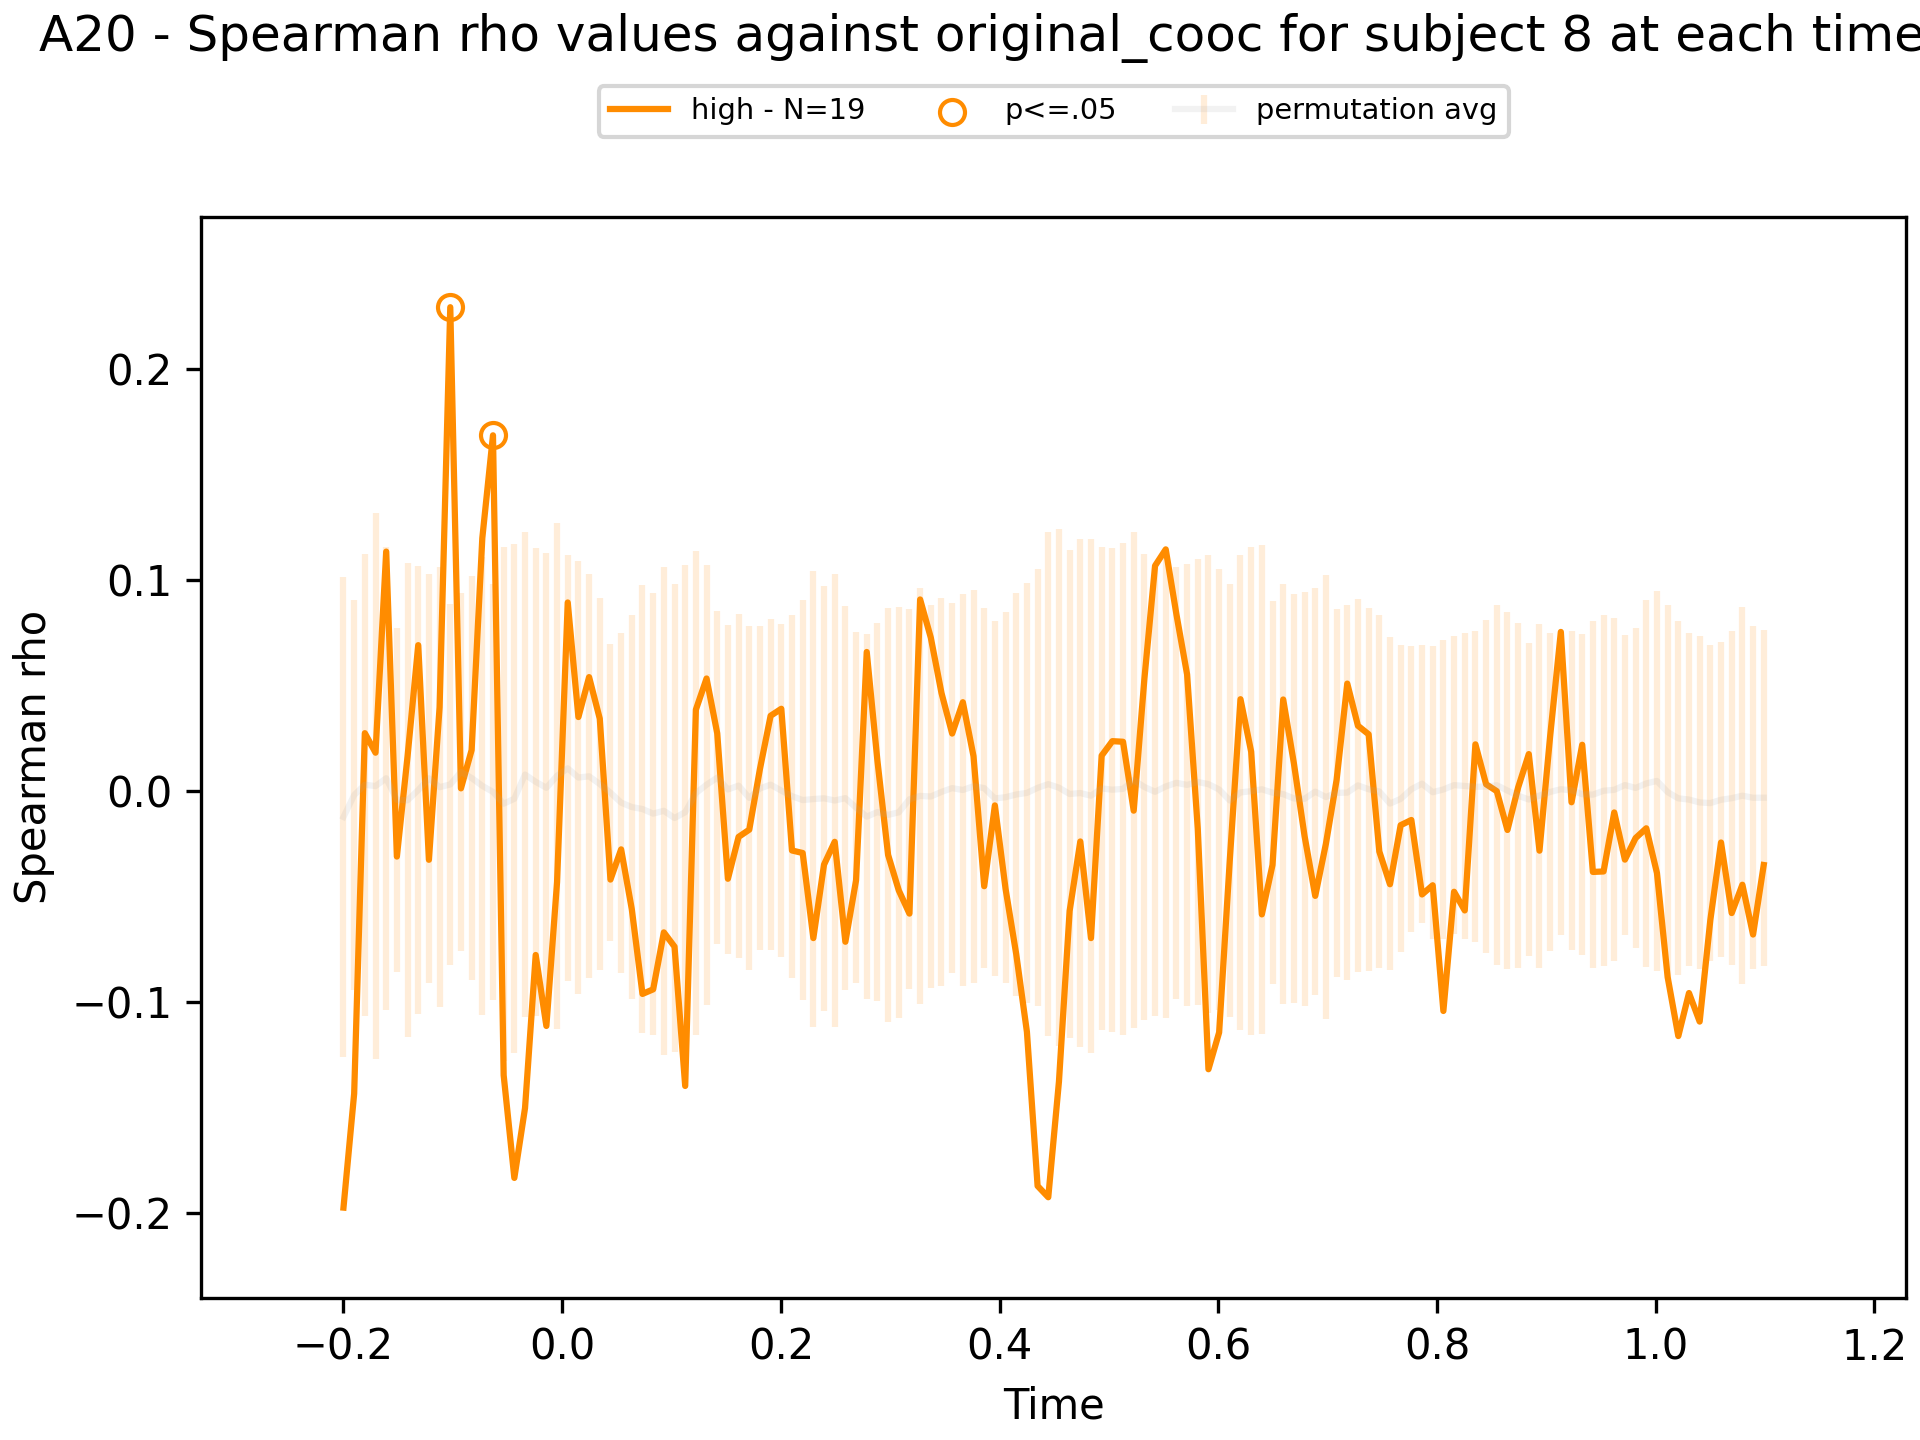 A20 - Spearman rho values against original_cooc for subject 8 at each time
high - N=19 p<=.05 permutation avg
Spearman rho
0.2
0.1
0.0
−0.1
−0.2
−0.2 0.0 0.2 0.4 0.6 0.8 1.0 1.2
Time